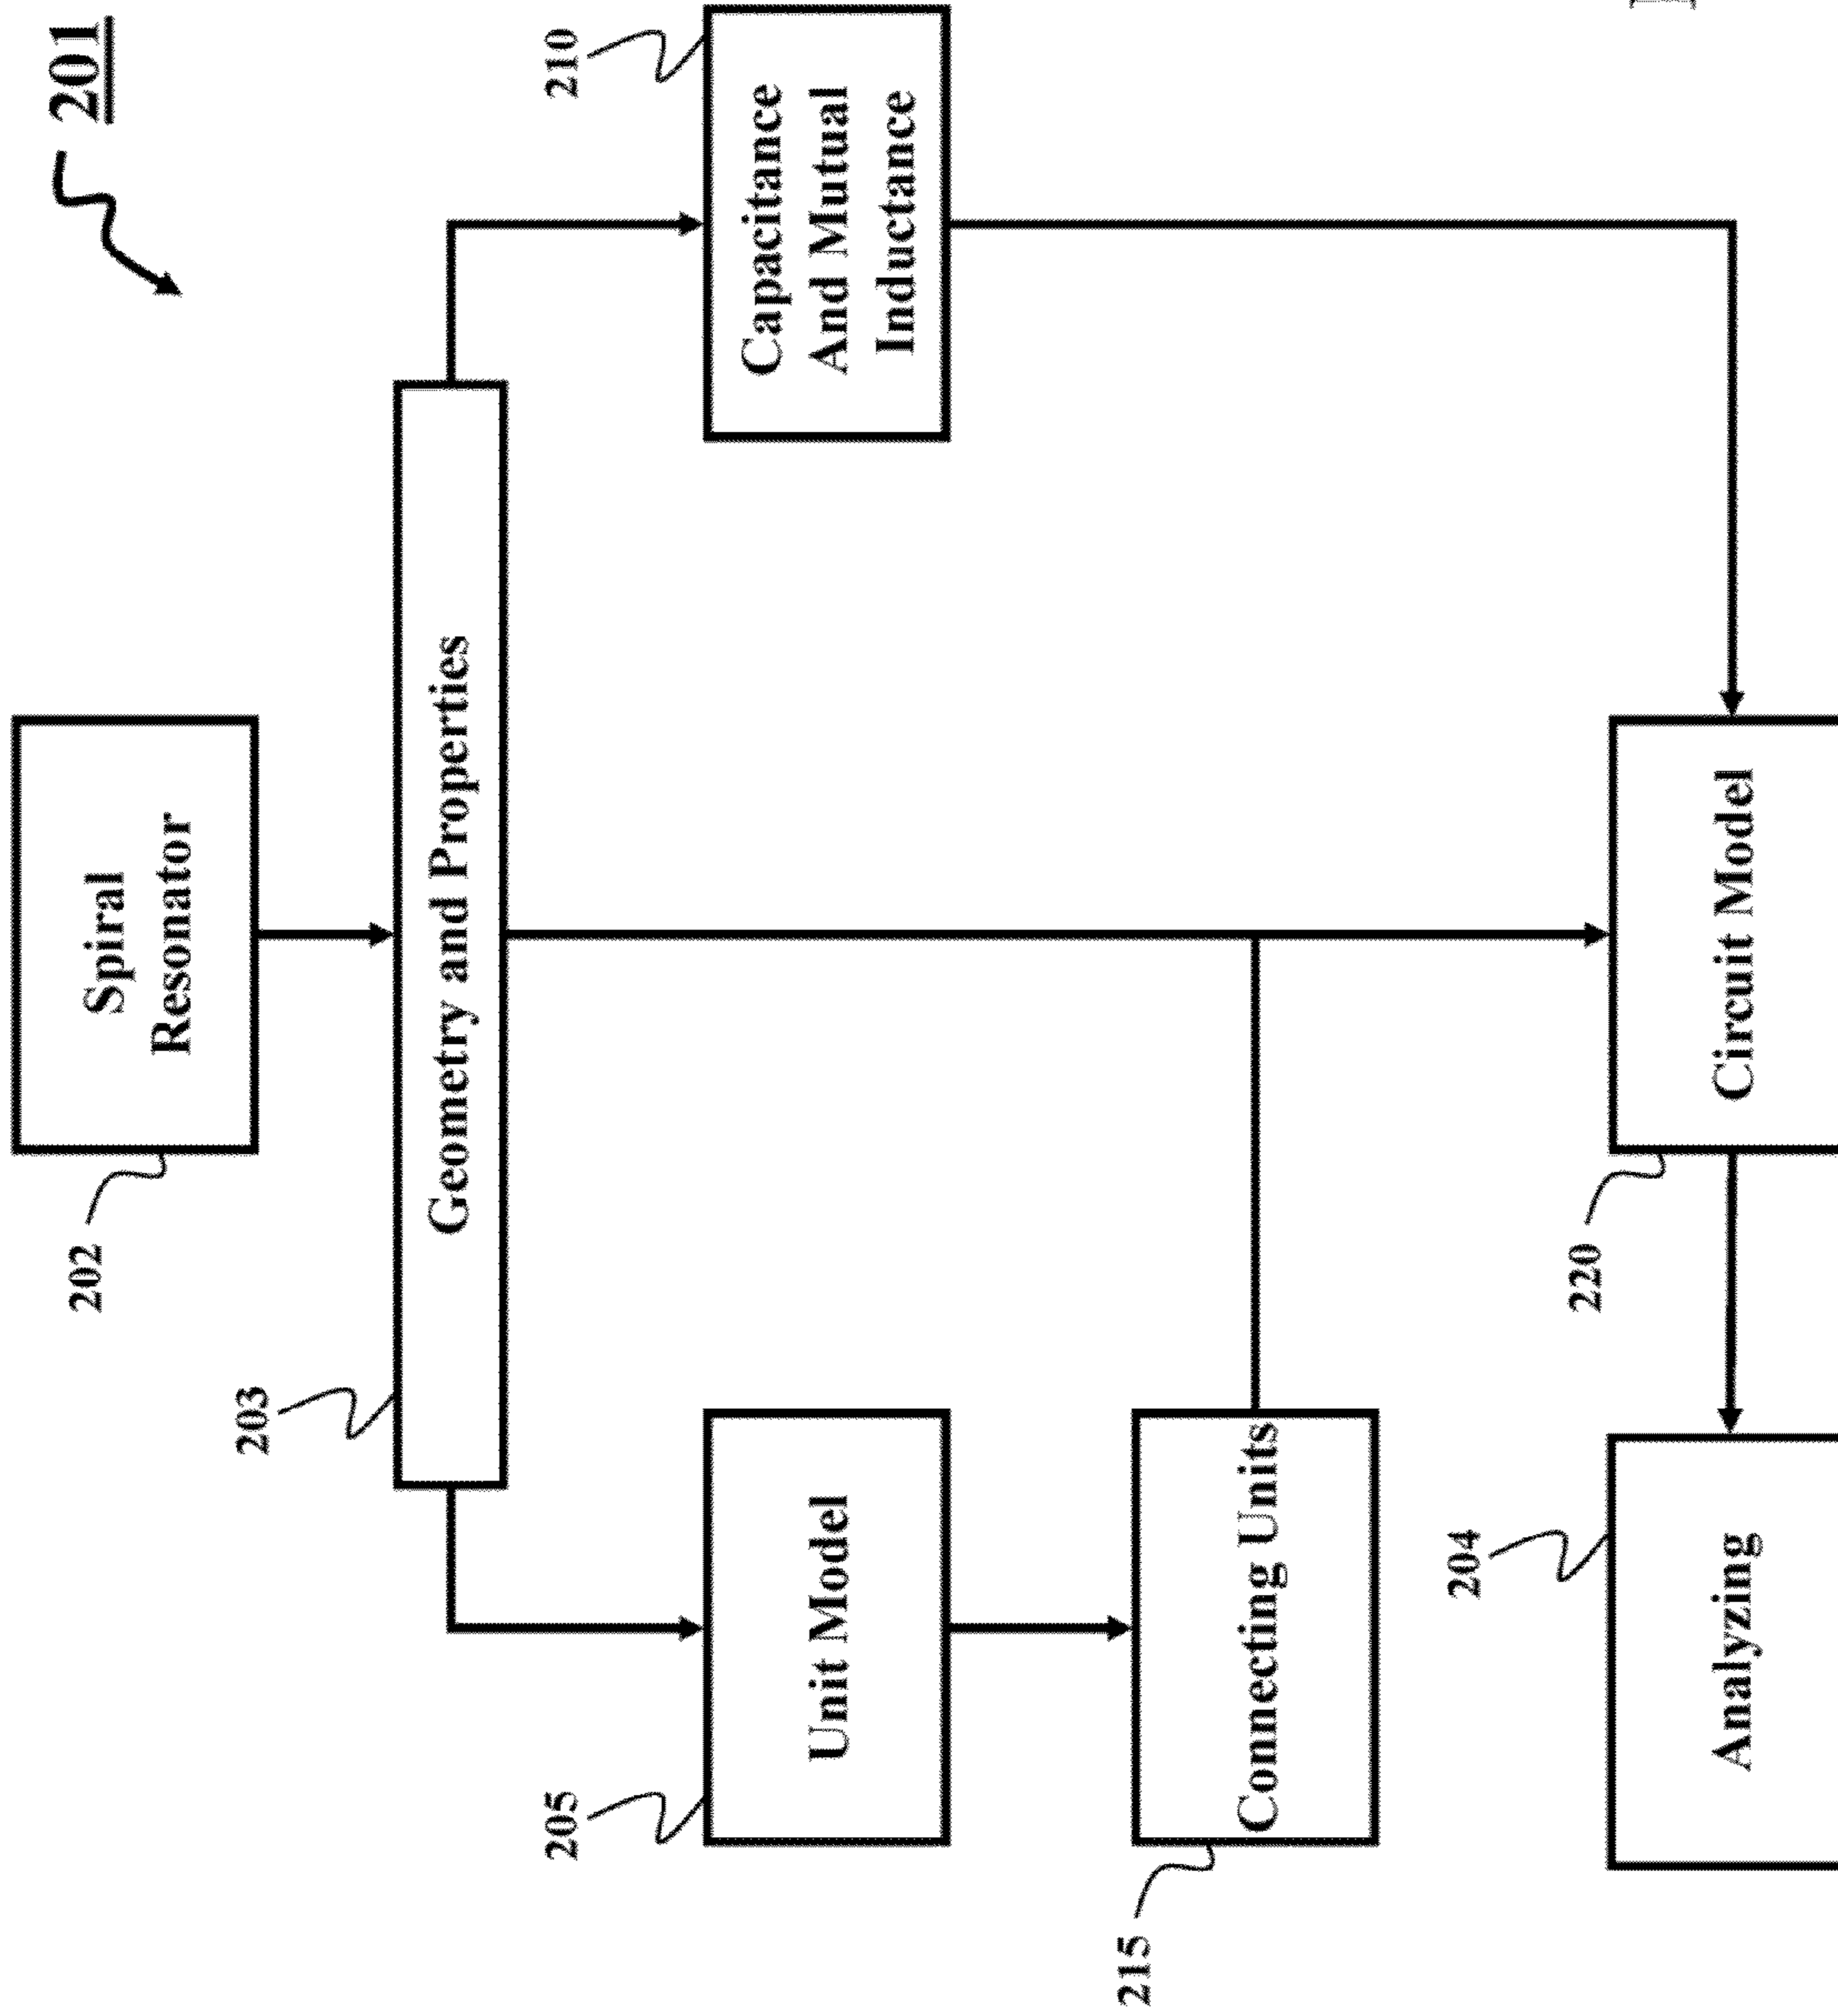 201
202
Spiral
Resonator
203
Geometry and Properties
205
Unit Model
210
Capacitance
And Mutual
Inductance
215
Connecting Units
220
Circuit Model
204
Analyzing